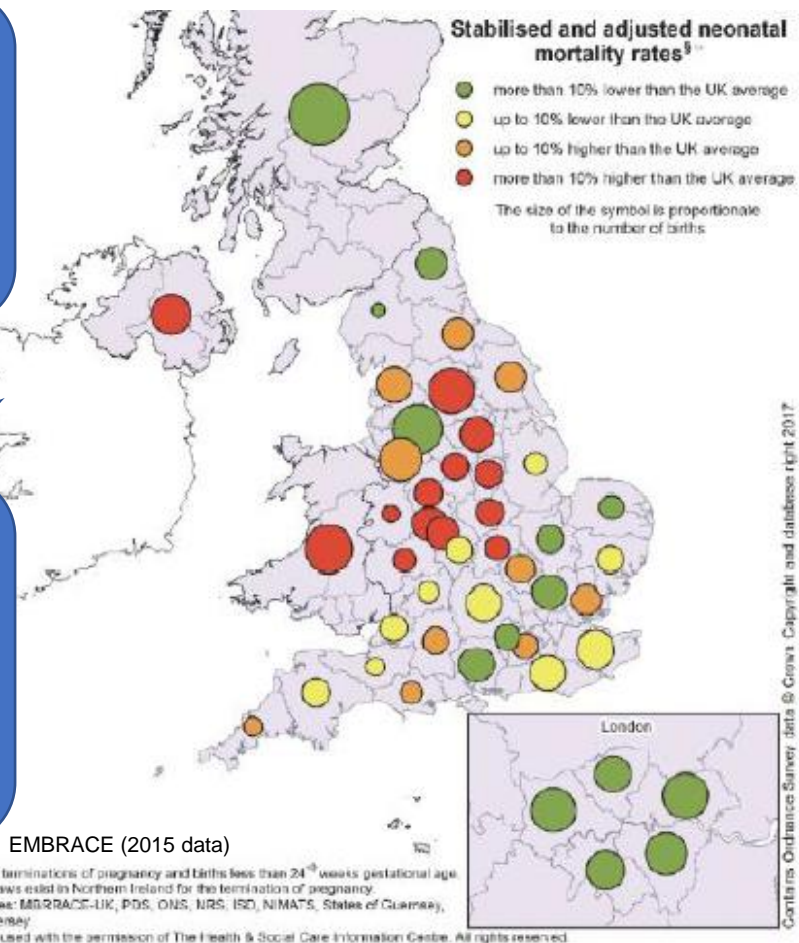 Stabilised and adjusted neonatal
mortality rates§
more than 10% lower than the UK average
up to 10% lower than the UK average
up to 10% higher than the UK average
more than 10% higher than the UK average
The size of the symbol is proportionate
to the number of births
London
Contains Ordnance Survey data © Crown Copyright and database right 2017
EMBRACE (2015 data)
terminations of pregnancy and births less than 24 weeks gestational age
aws exist in Northern Ireland for the termination of pregnancy.
es: MBRRACE-UK, PDS, ONS, NRS, ISD, NIMATS, States of Guernsey,
ersey
used with the permission of The Health & Social Care Information Centre. All rights reserved.